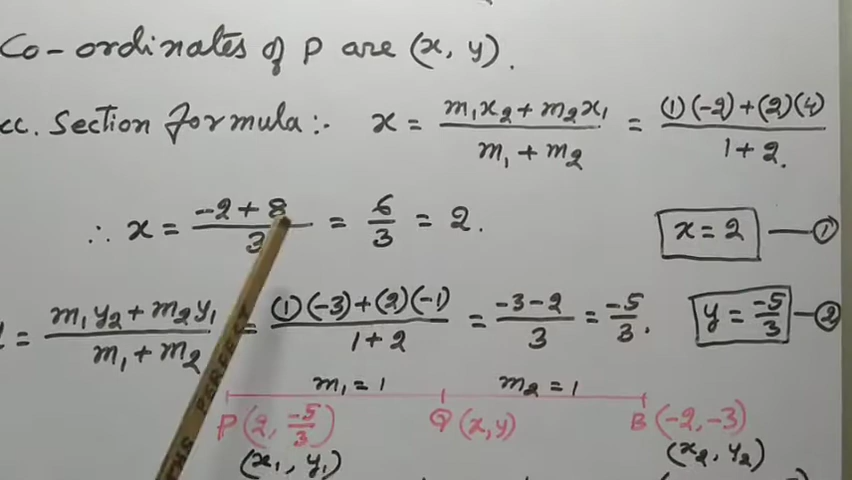 Co-ordinates of P are (x, y).
cc. Section formula:- x = (m₁x₂ + m₂x₁)/(m₁ + m₂) = ((1)(-2) + (2)(4))/(1 + 2).
∴ x = (-2 + 8)/3 = 6/3 = 2. x = 2 —①
= (m₁y₂ + m₂y₁)/(m₁ + m₂) = ((1)(-3) + (2)(-1))/(1 + 2) = (-3 - 2)/3 = -5/3. y = -5/3 —②
m₁ = 1 m₂ = 1
P(2, -5/3) Q(x, y) B(-2, -3)
(x₁, y₁) (x₂, y₂)